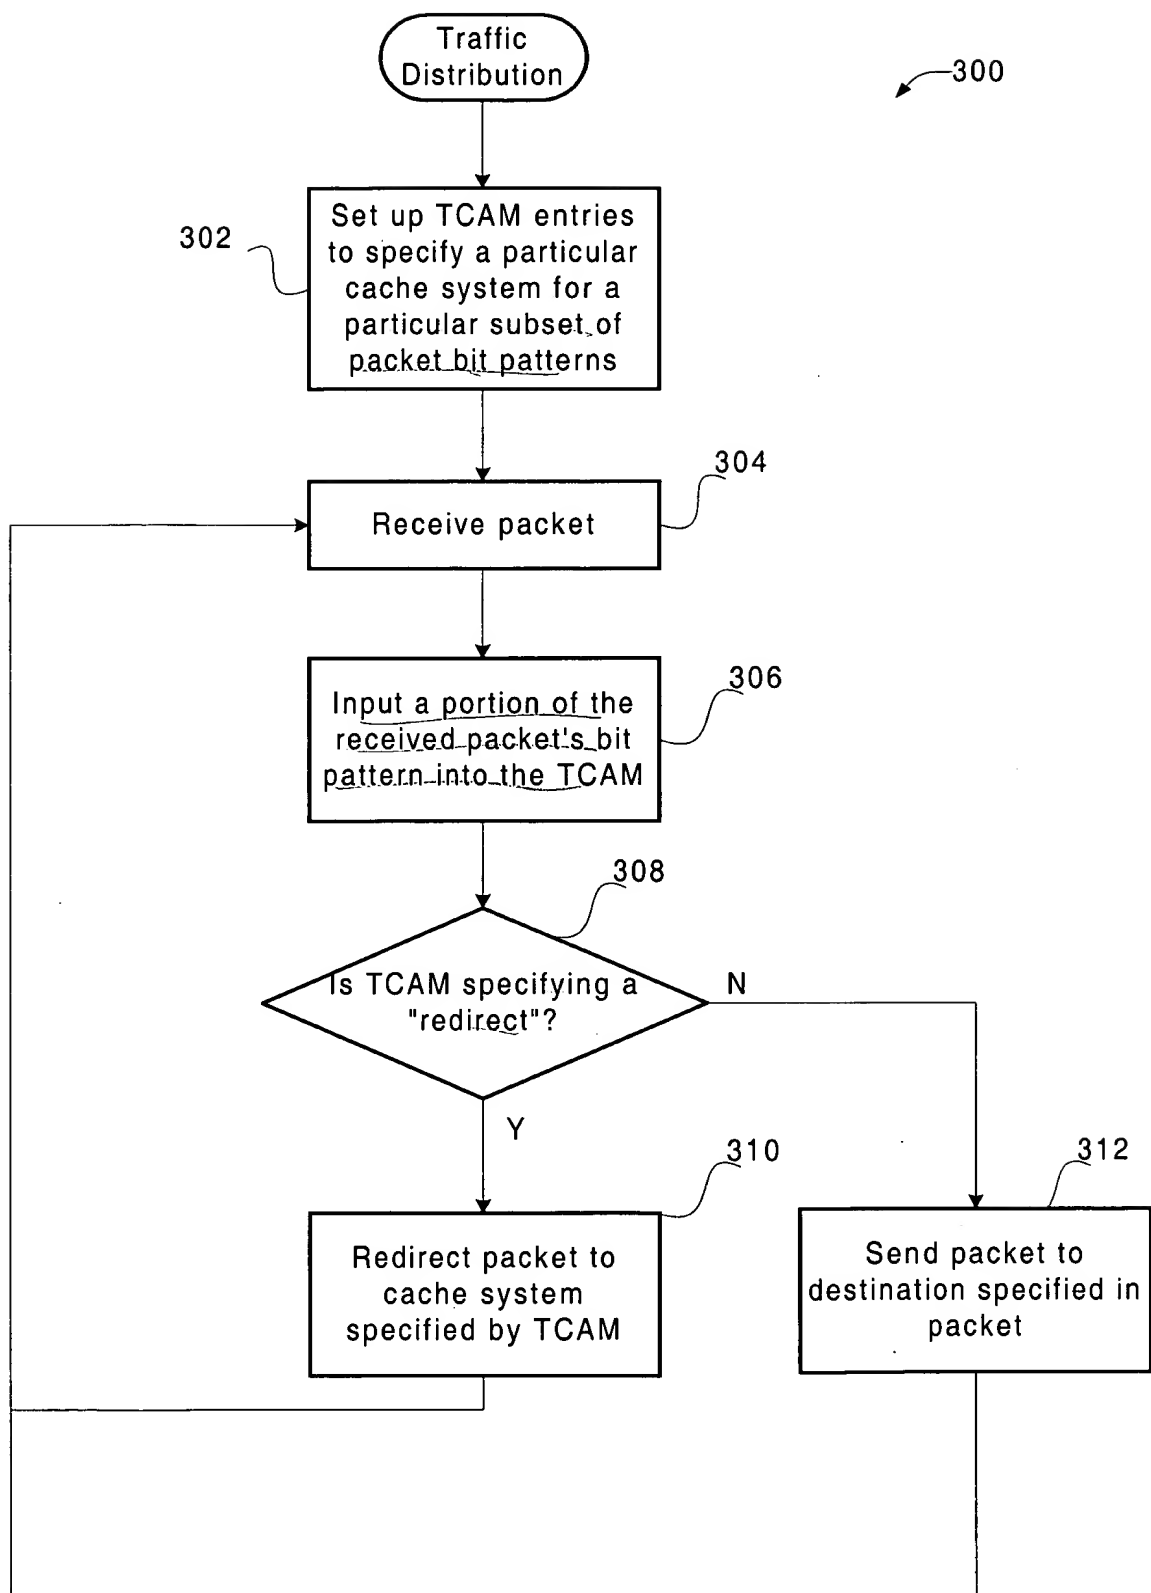 Traffic
Distribution
300
302
Set up TCAM entries
to specify a particular
cache system for a
particular subset of
packet bit patterns
304
Receive packet
306
Input a portion of the
received packet's bit
pattern into the TCAM
308
Is TCAM specifying a
"redirect"?
N
Y
310
312
Redirect packet to
cache system
specified by TCAM
Send packet to
destination specified in
packet